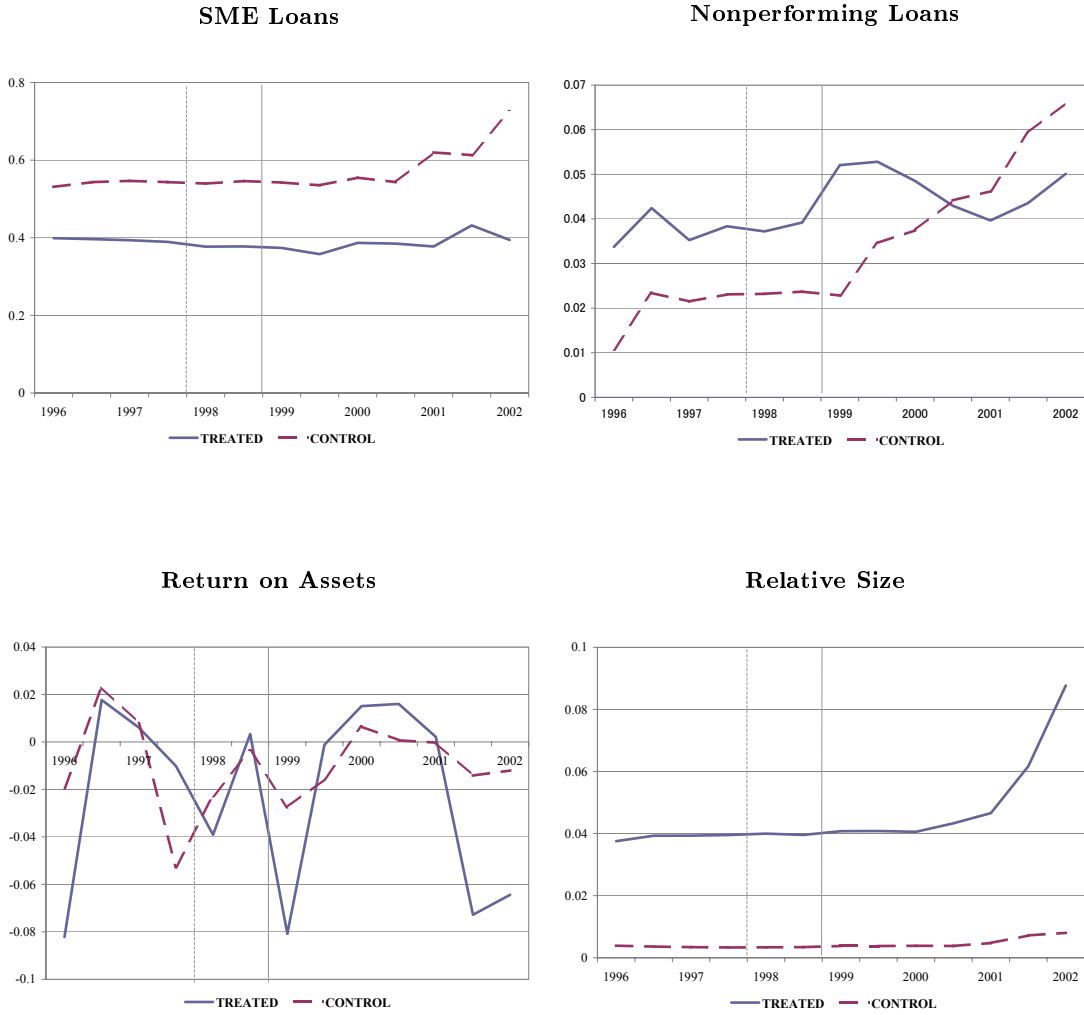 SME Loans
0.8
0.6
0.4
0.2
0
1996 1997 1998 1999 2000 2001 2002
TREATED CONTROL
Nonperforming Loans
0.07
0.06
0.05
0.04
0.03
0.02
0.01
0
1996 1997 1998 1999 2000 2001 2002
TREATED CONTROL
Return on Assets
0.04
0.02
0
-0.02
-0.04
-0.06
-0.08
-0.1
1996 1997 1998 1999 2000 2001 2002
TREATED CONTROL
Relative Size
0.1
0.08
0.06
0.04
0.02
0
1996 1997 1998 1999 2000 2001 2002
TREATED CONTROL